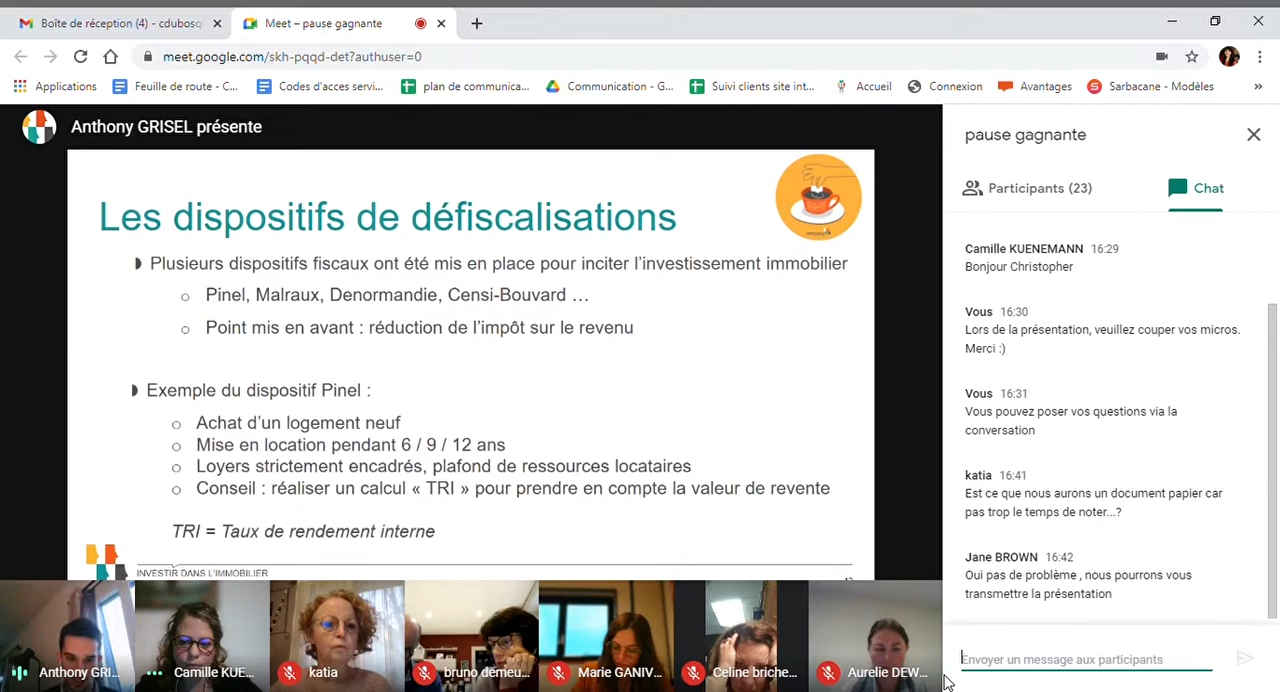 Boîte de réception (4) - cdubosq
Meet – pause gagnante
meet.google.com/skh-pqqd-det?authuser=0
Applications
Feuille de route - C...
Codes d'acces servi...
plan de communica...
Communication - G...
Suivi clients site int...
Accueil
Connexion
Avantages
Sarbacane - Modèles
»
Anthony GRISEL présente
Les dispositifs de défiscalisations
Plusieurs dispositifs fiscaux ont été mis en place pour inciter l'investissement immobilier
Pinel, Malraux, Denormandie, Censi-Bouvard …
Point mis en avant : réduction de l'impôt sur le revenu
Exemple du dispositif Pinel :
Achat d'un logement neuf
Mise en location pendant 6 / 9 / 12 ans
Loyers strictement encadrés, plafond de ressources locataires
Conseil : réaliser un calcul « TRI » pour prendre en compte la valeur de revente
TRI = Taux de rendement interne
INVESTIR DANS L'IMMOBILIER
Anthony GRI...
Camille KUE...
katia
bruno demeu...
Marie GANIV...
Celine briche...
Aurelie DEW...
pause gagnante
Participants (23)
Chat
Camille KUENEMANN 16:29
Bonjour Christopher
Vous 16:30
Lors de la présentation, veuillez couper vos micros.
Merci :)
Vous 16:31
Vous pouvez poser vos questions via la
conversation
katia 16:41
Est ce que nous aurons un document papier car
pas trop le temps de noter...?
Jane BROWN 16:42
Oui pas de problème , nous pourrons vous
transmettre la présentation
Envoyer un message aux participants